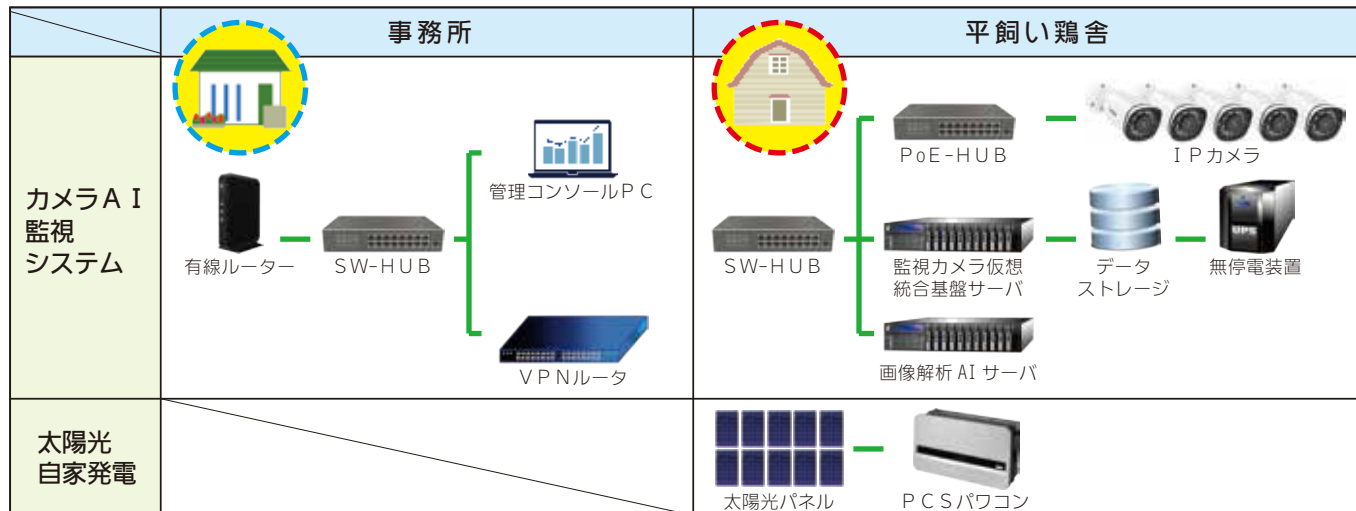 事務所
平飼い鶏舎
カメラAI
監視
システム
有線ルーター
SW-HUB
管理コンソールPC
VPNルータ
SW-HUB
PoE-HUB
IPカメラ
監視カメラ仮想
統合基盤サーバ
データ
ストレージ
UPS
無停電装置
画像解析AIサーバ
太陽光
自家発電
太陽光パネル
PCSパワコン